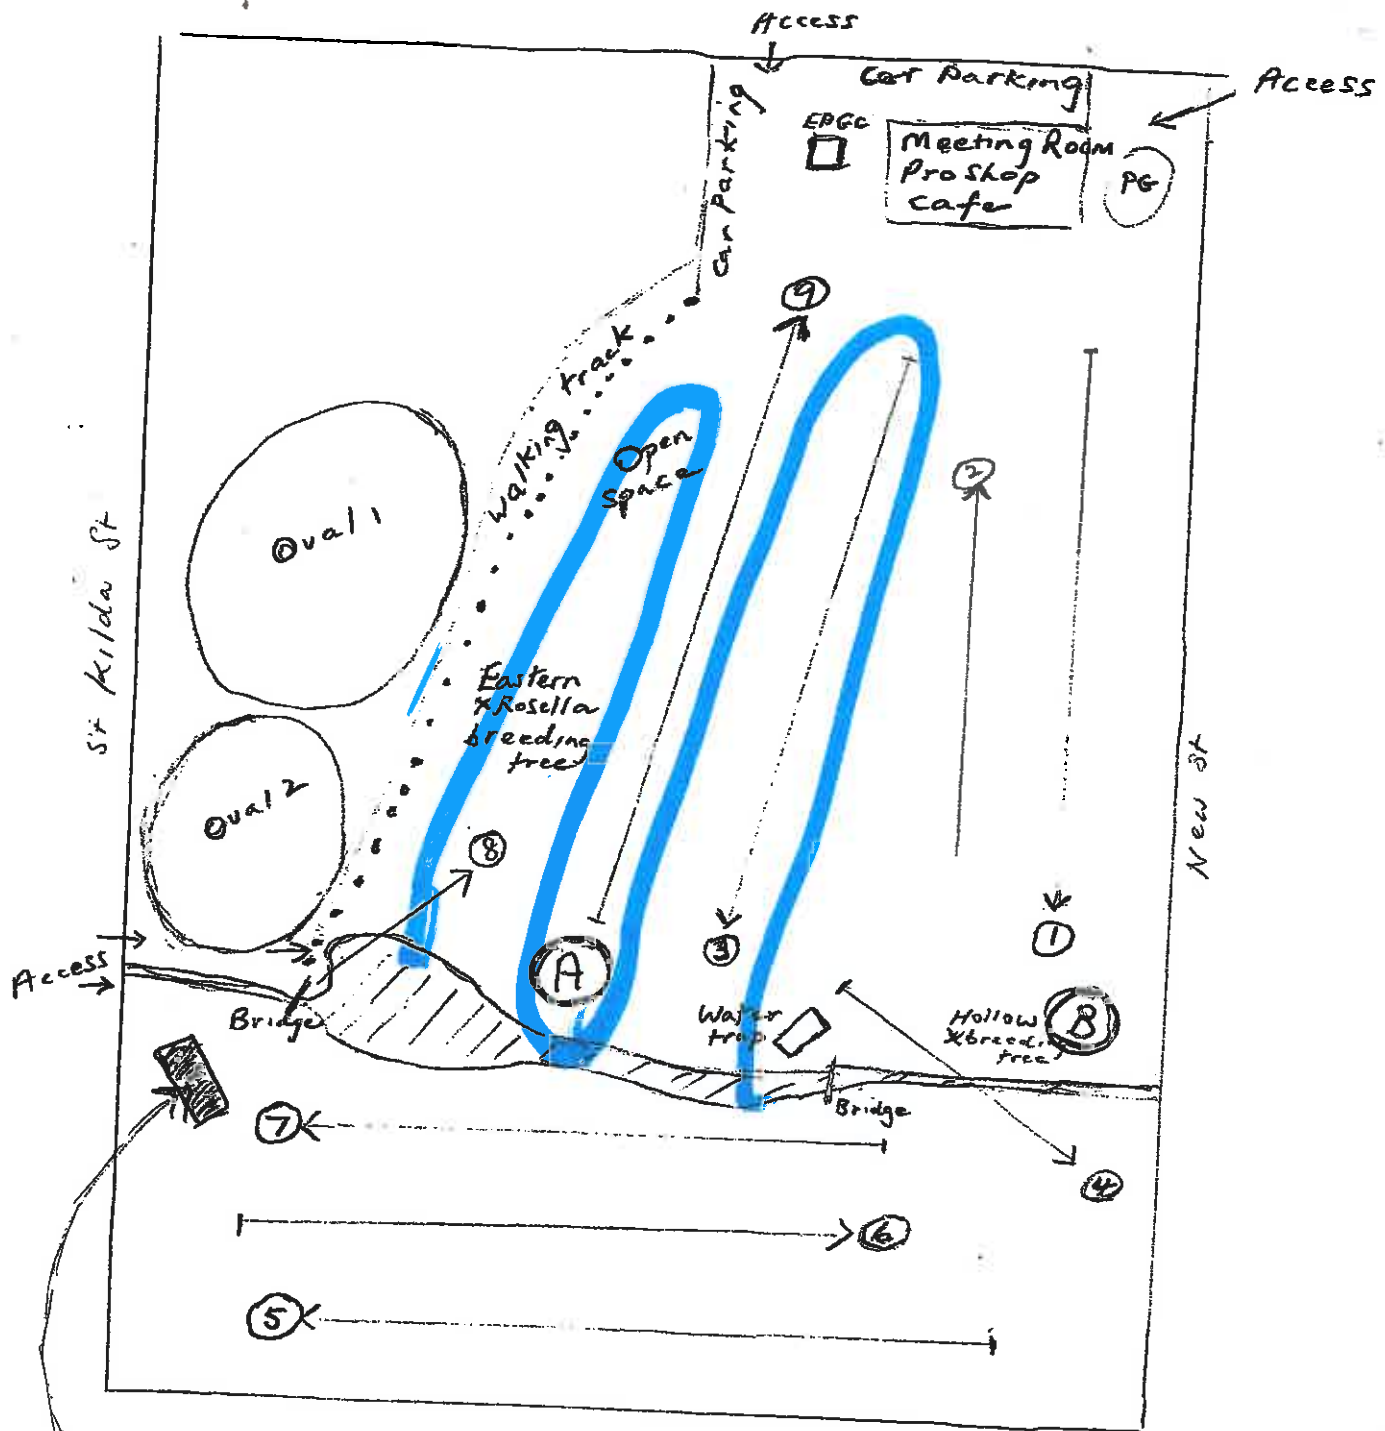 Access
Car Parking
Access
EPGC
Meeting Room
Pro Shop
Cafe
PG
Car Parking
9
walking track
Open
Space
2
Oval 1
St Kilda St
Eastern
x Rosella
breeding
tree
New St
Oval 2
8
A
3
1
Access
Bridge
Water
trap
Hollow
x breedi
tree
B
Bridge
7
4
6
5